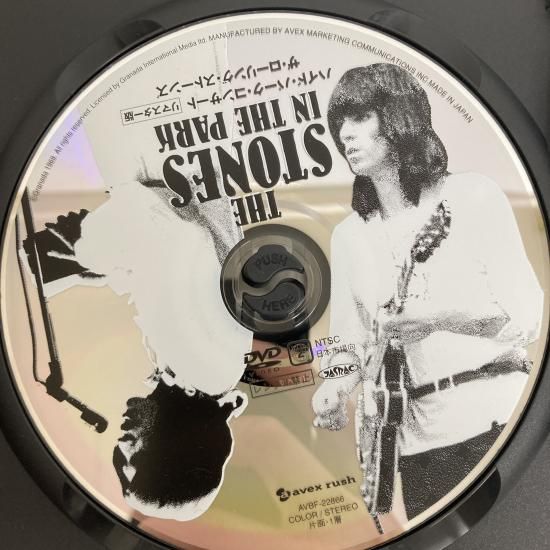 ©Granada 1969. All rights reserved. Licensed by Granada International Media ltd. MANUFACTURED BY AVEX MARKETING COMMUNICATIONS INC. MADE IN JAPAN
THE
STONES
IN THE PARK
ザ・ローリング・ストーンズ
ハイド・パーク・コンサート リマスター版
PUSH
HERE
DVD
VIDEO
2
NTSC
日本市場向
JASRAC
avex rush
AVBF-22866
COLOR / STEREO
片面・1層